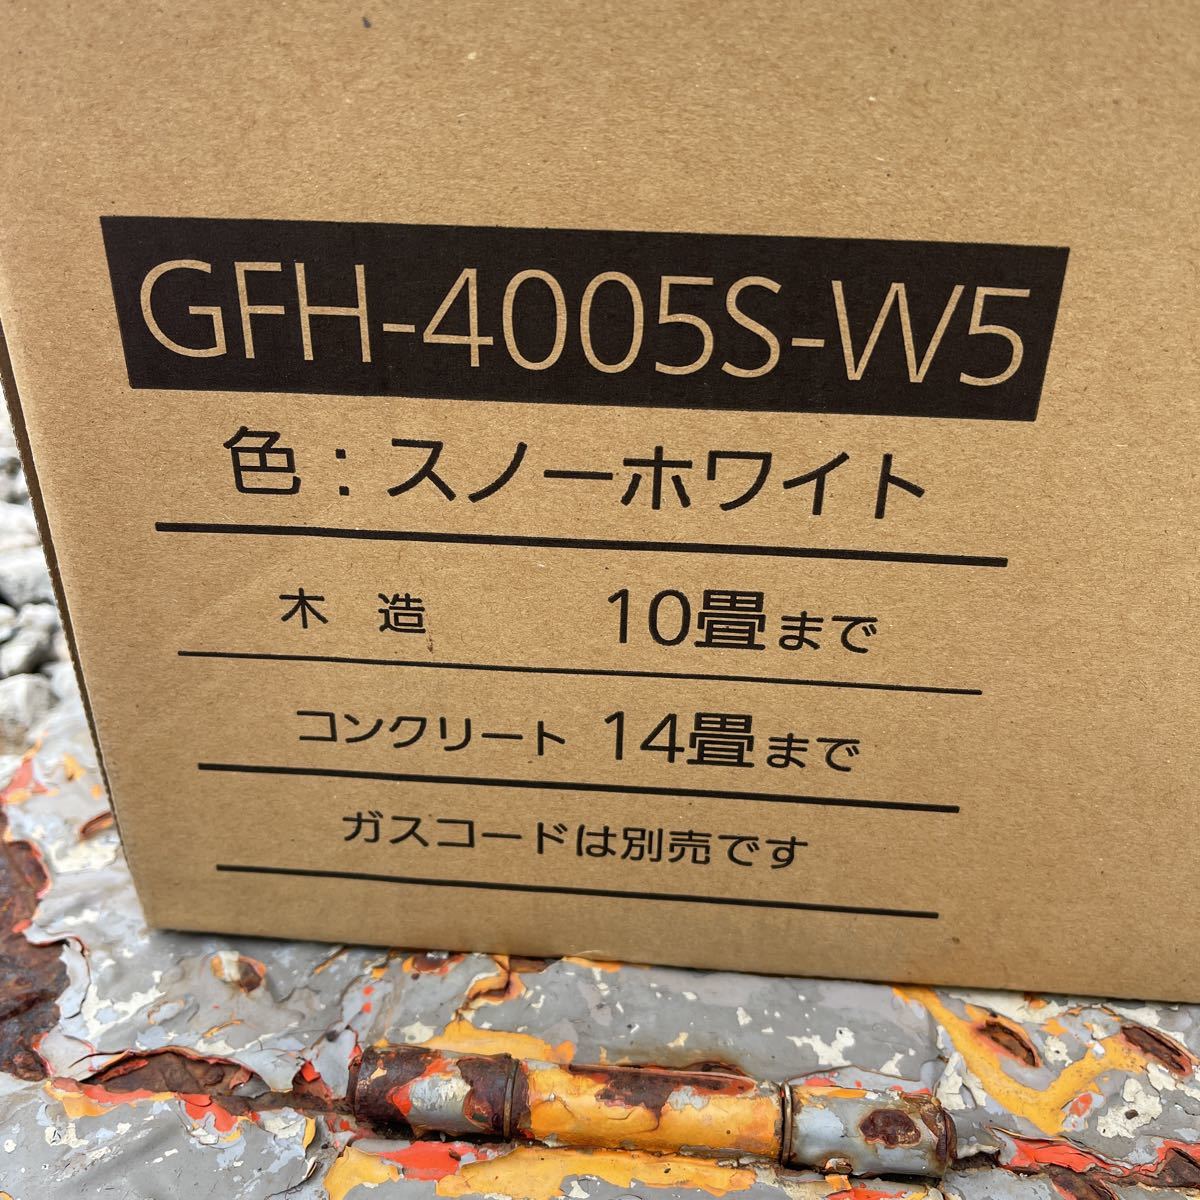 GFH-4005S-W5
色：スノーホワイト
木 造 10畳まで
コンクリート 14畳まで
ガスコードは別売です